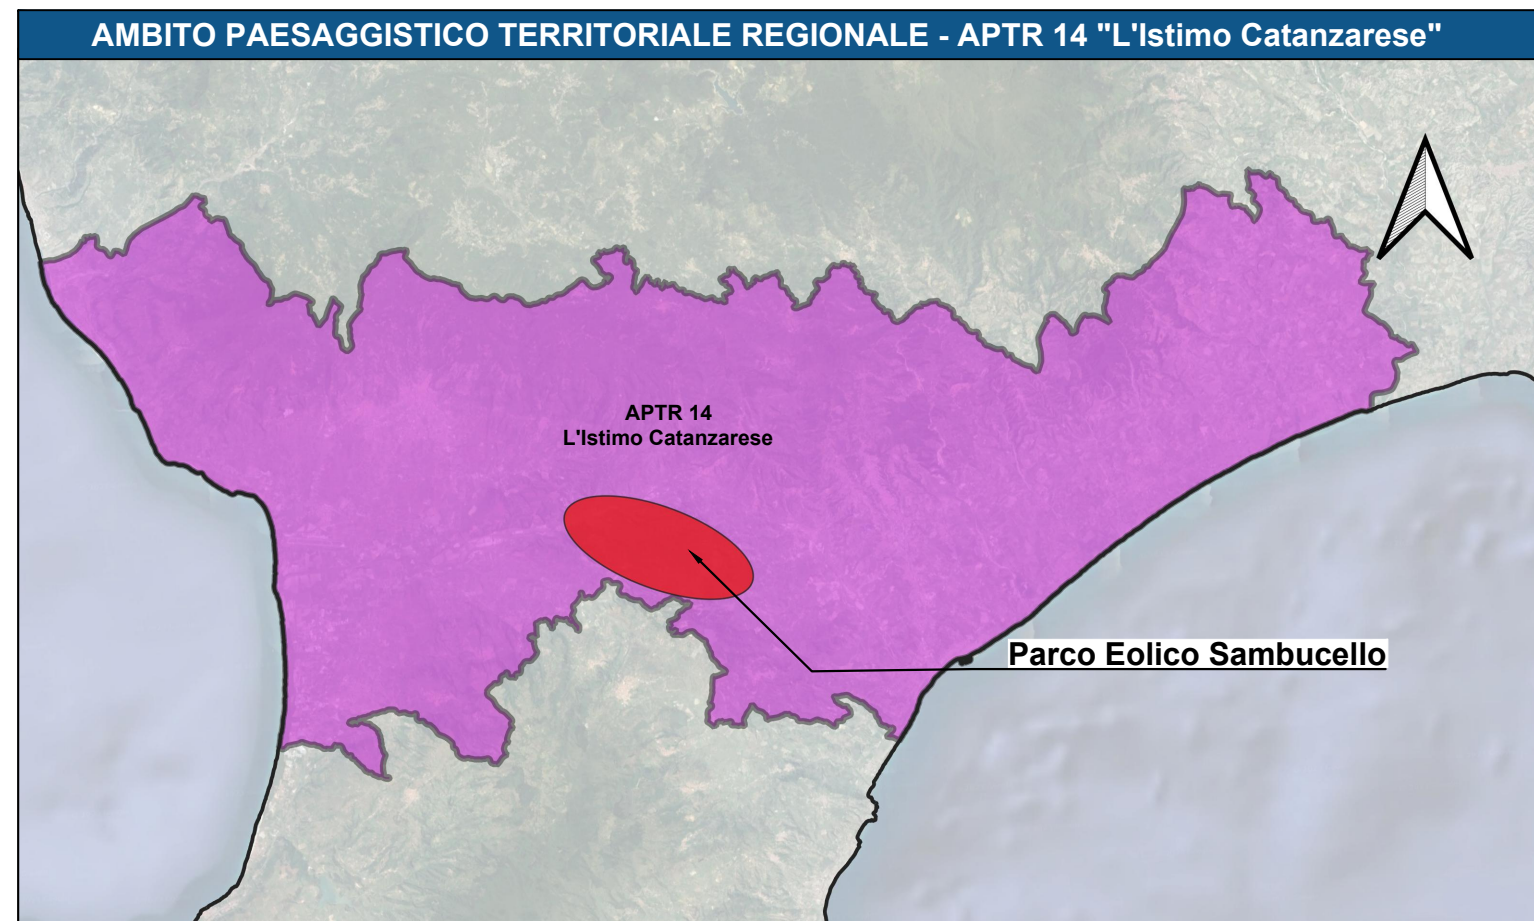 AMBITO PAESAGGISTICO TERRITORIALE REGIONALE - APTR 14 "L'Istimo Catanzarese"
APTR 14
L'Istimo Catanzarese
Parco Eolico Sambucello